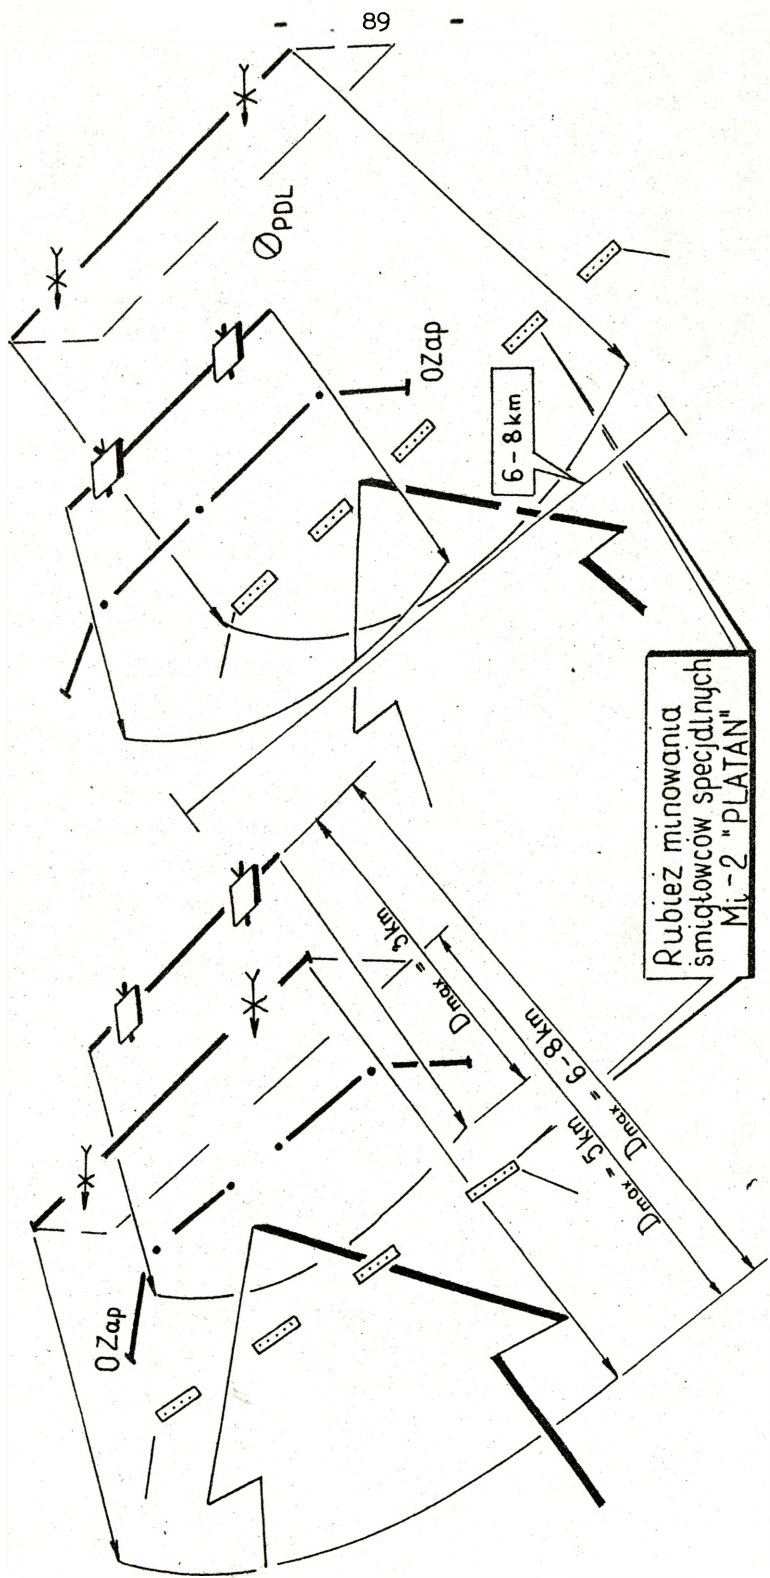 - 89 -
ØPDL
OZap
6-8km
Rubież minowania
śmigłowców specjalnych
Mi-2 "PLATAN"
Dmax = 3km
Dmax = 6-8km
Dmax = 5km
OZap